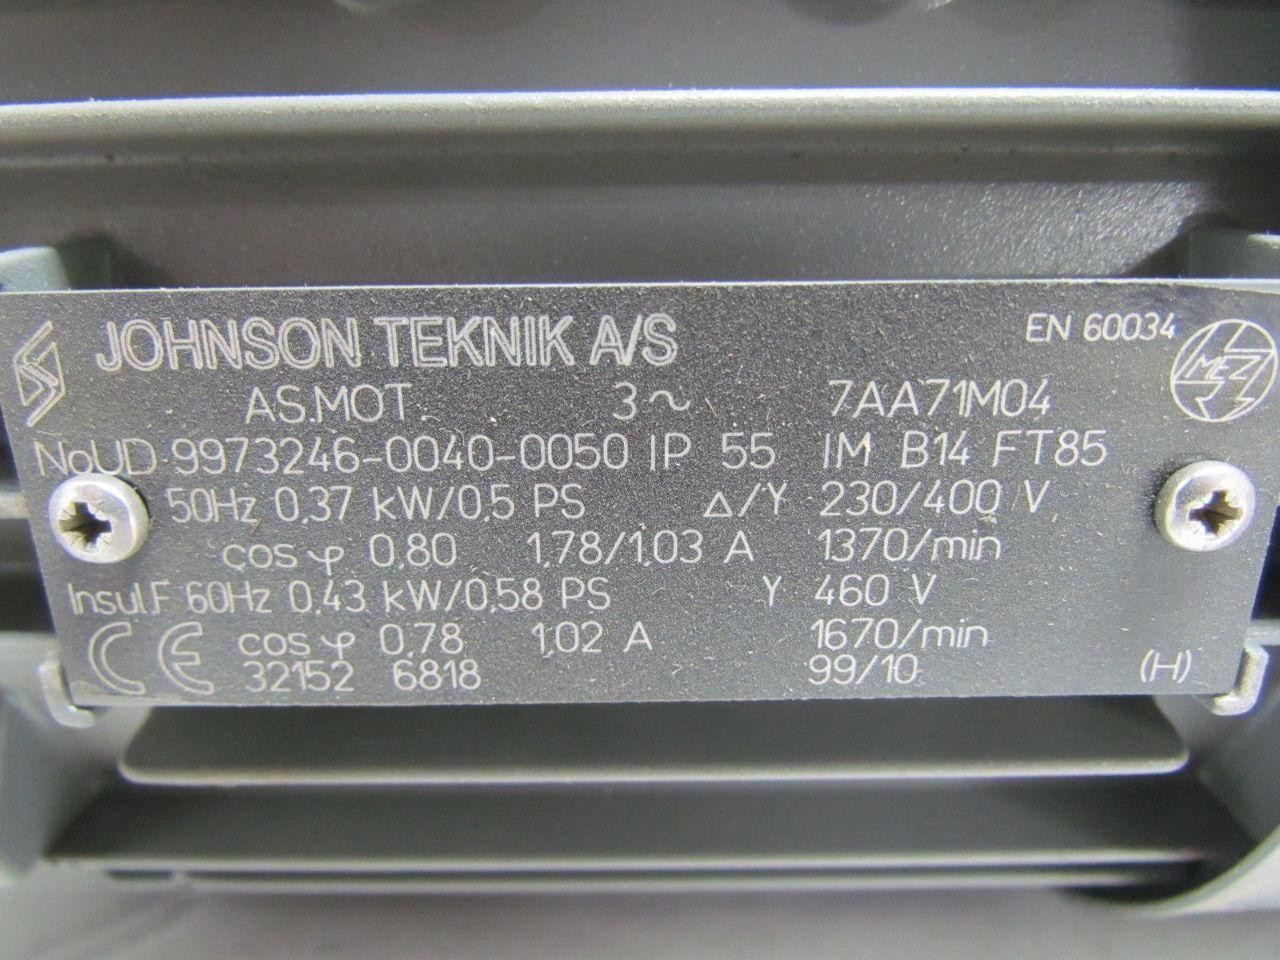 JOHNSON TEKNIK A/S EN 60034 MEZ
AS.MOT. 3~ 7AA71M04
NoUD 9973246-0040-0050 IP 55 IM B14 FT85
50Hz 0,37 kW/0,5 PS △/Y 230/400 V
cos φ 0,80 1,78/1,03 A 1370/min
Insul.F 60Hz 0,43 kW/0,58 PS Y 460 V
CE cos φ 0,78 1,02 A 1670/min
32152 6818 99/10 (H)